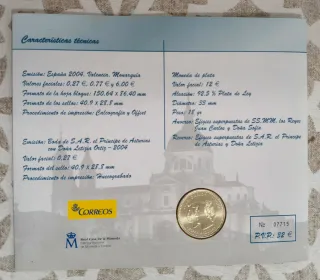 Características técnicas
Emisión: España 2004. Valencia. Monarquía
Valores faciales: 0,27 €, 0,77 € y 6,00 €
Formato de la hoja bloque: 150,64 x 86,40 mm
Formato de los sellos: 40,9 x 28,8 mm
Procedimiento de impresión: Calcografía y Offset
Emisión: Boda de S.A.R. el Príncipe de Asturias
con Doña Letizia Ortiz - 2004
Valor facial: 0,27 €
Formato del sello: 40,9 x 28,8 mm
Procedimiento de impresión: Huecograbado
CORREOS
Moneda de plata
Valor facial: 12 €
Aleación: 92,5 % Plata de Ley
Diámetro: 33 mm
Peso: 18 gr
Anverso: Efigies superpuestas de SS.MM. los Reyes
Juan Carlos y Doña Sofía
Reverso: Efigies superpuestas de S.A.R. el Príncipe
de Asturias y Doña Letizia
Nº 17715
P.V.P: 32 €